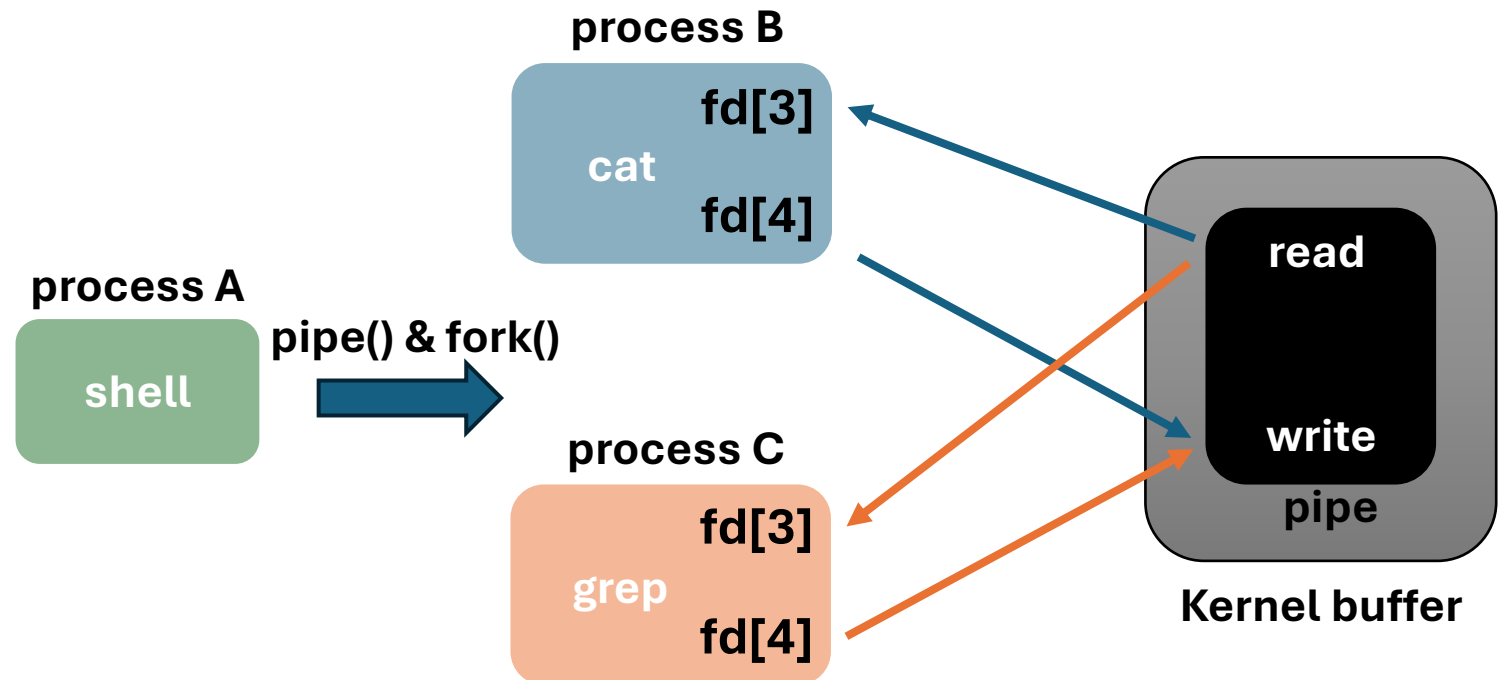 process A
shell
pipe() & fork()
process B
fd[3]
cat
fd[4]
process C
fd[3]
grep
fd[4]
read
write
pipe
Kernel buffer